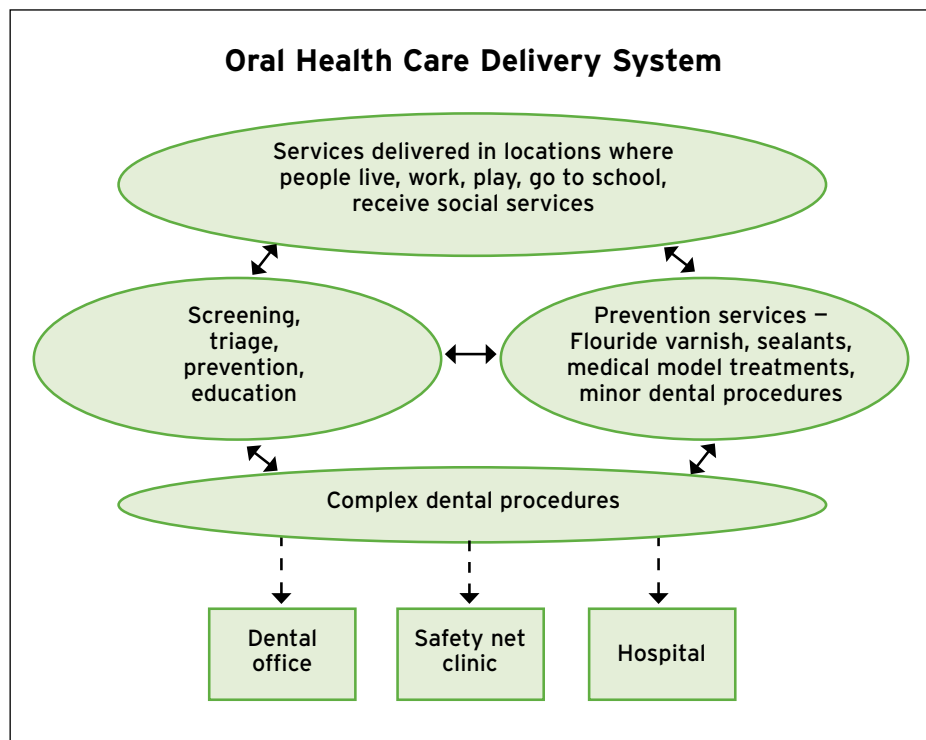 Oral Health Care Delivery System
Services delivered in locations where
people live, work, play, go to school,
receive social services
Screening,
triage,
prevention,
education
Prevention services –
Flouride varnish, sealants,
medical model treatments,
minor dental procedures
Complex dental procedures
Dental
office
Safety net
clinic
Hospital